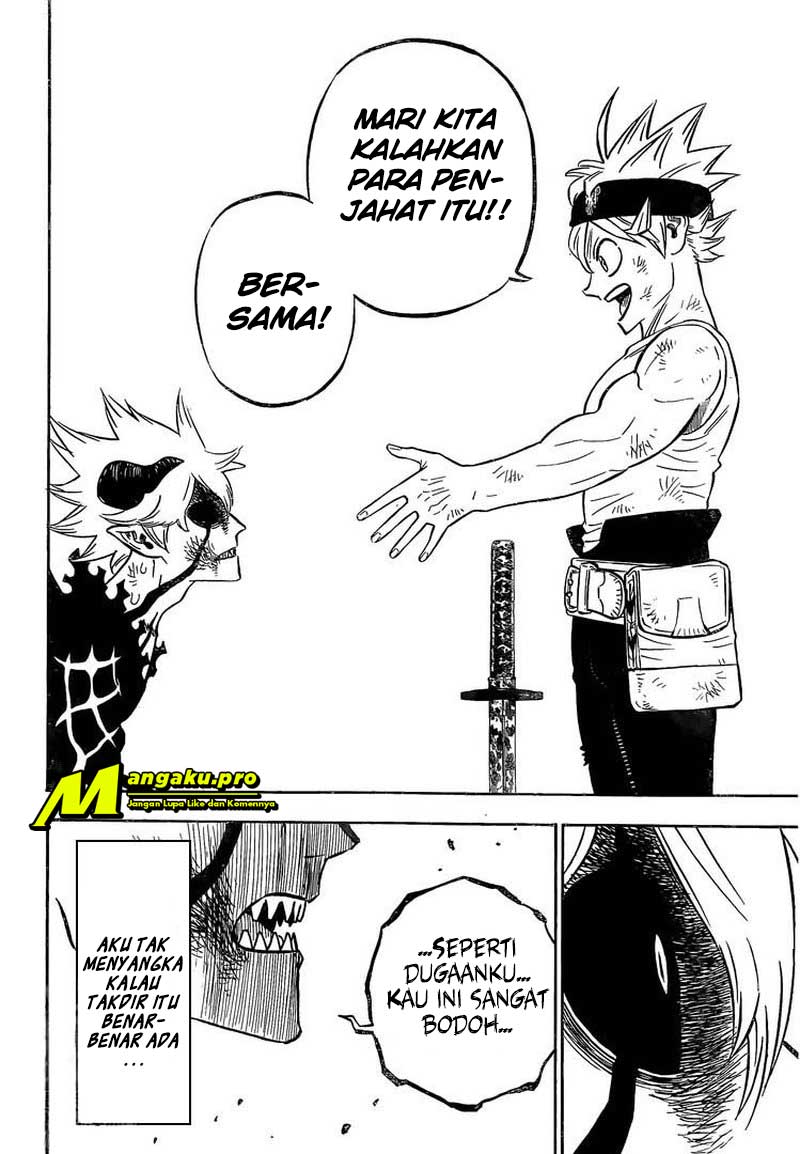 MARI KITA
KALAHKAN
PARA PEN-
JAHAT ITU!!
BER-
SAMA!
Mangaku.pro
Jangan Lupa Like dan Komennya
...SEPERTI
DUGAANKU...
KAU INI SANGAT
BODOH...
AKU TAK
MENYANGKA
KALAU
TAKDIR ITU
BENAR-
BENAR ADA
...